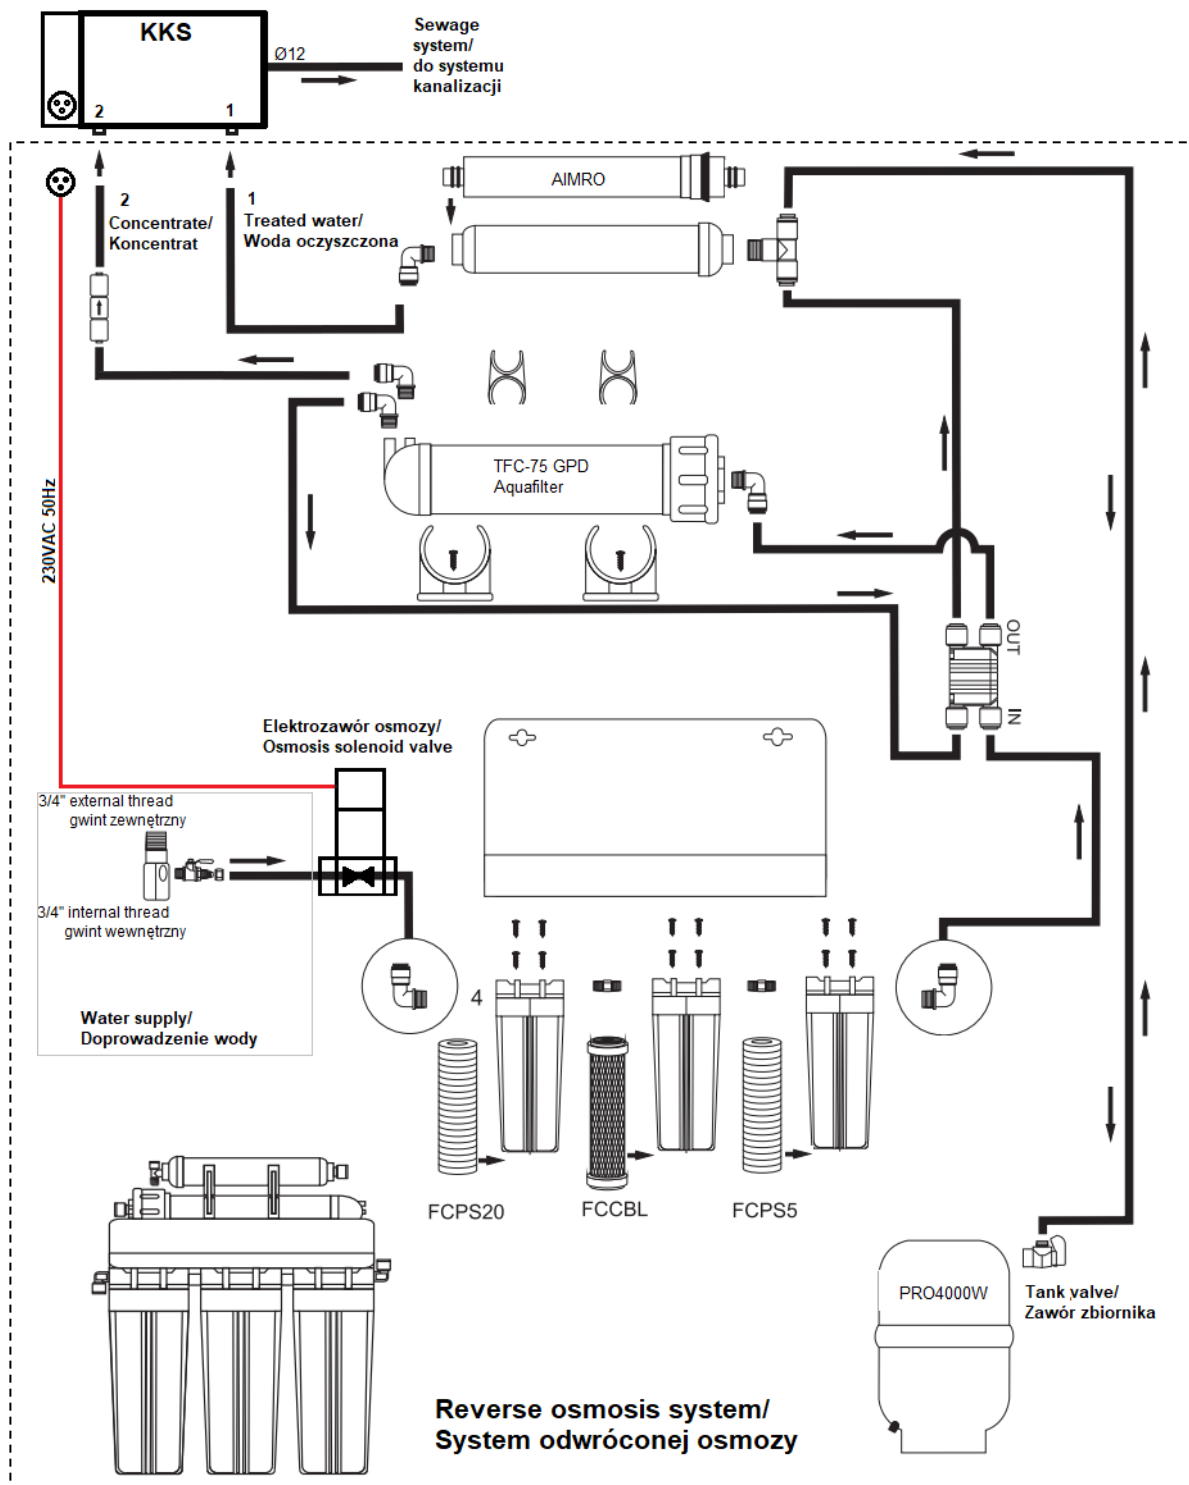 KKS
Ø12
Sewage
system/
do systemu
kanalizacji
2
1
2
Concentrate/
Koncentrat
1
Treated water/
Woda oczyszczona
AIMRO
TFC-75 GPD
Aquafilter
230VAC 50Hz
OUT
IN
Elektrozawór osmozy/
Osmosis solenoid valve
3/4" external thread
gwint zewnętrzny
3/4" internal thread
gwint wewnętrzny
Water supply/
Doprowadzenie wody
4
FCPS20
FCCBL
FCPS5
PRO4000W
Tank valve/
Zawór zbiornika
Reverse osmosis system/
System odwróconej osmozy